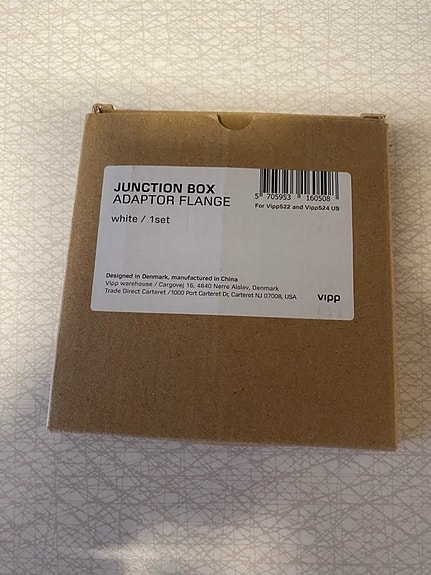 JUNCTION BOX
ADAPTOR FLANGE
white / 1set
5 705953 160508
For Vipp522 and Vipp524 US
Designed in Denmark, manufactured in China
Vipp warehouse / Cargovej 16, 4840 Nørre Alslev, Denmark
Trade Direct Carteret /1000 Port Carteret Dr, Carteret NJ 07008, USA
vipp